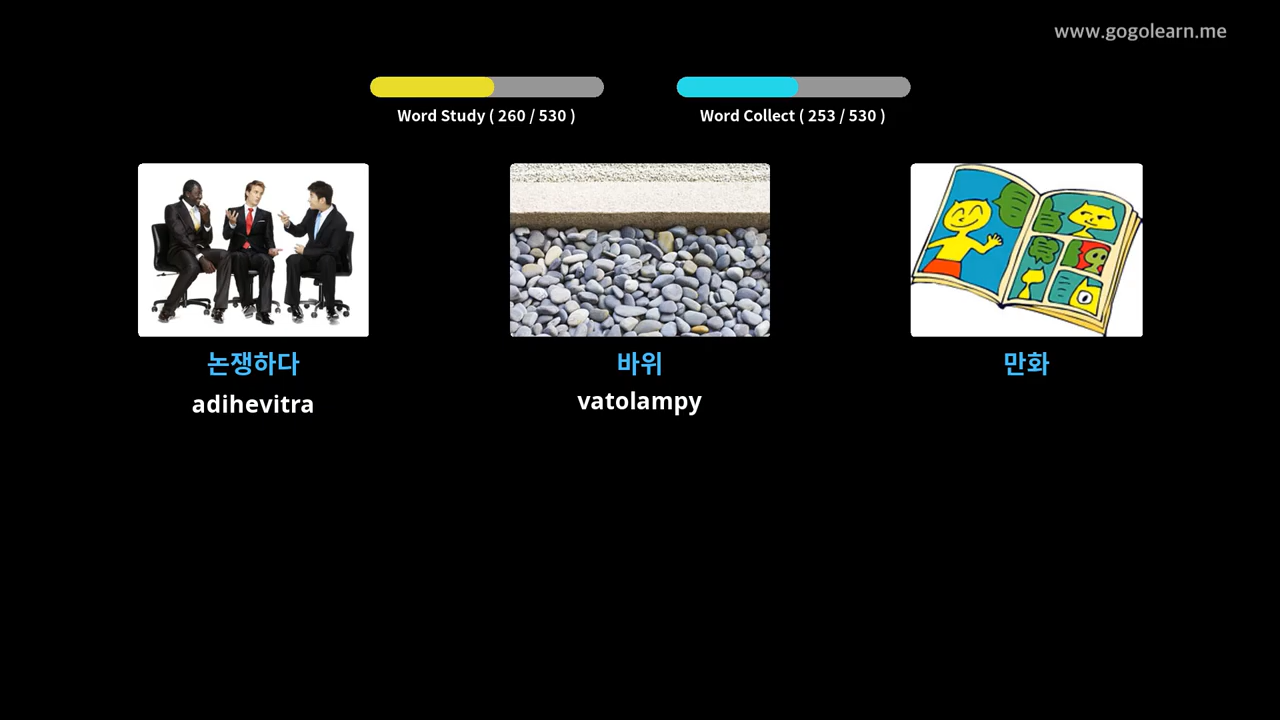 www.gogolearn.me
Word Study ( 260 / 530 )
Word Collect ( 253 / 530 )
논쟁하다
바위
만화
adihevitra
vatolampy